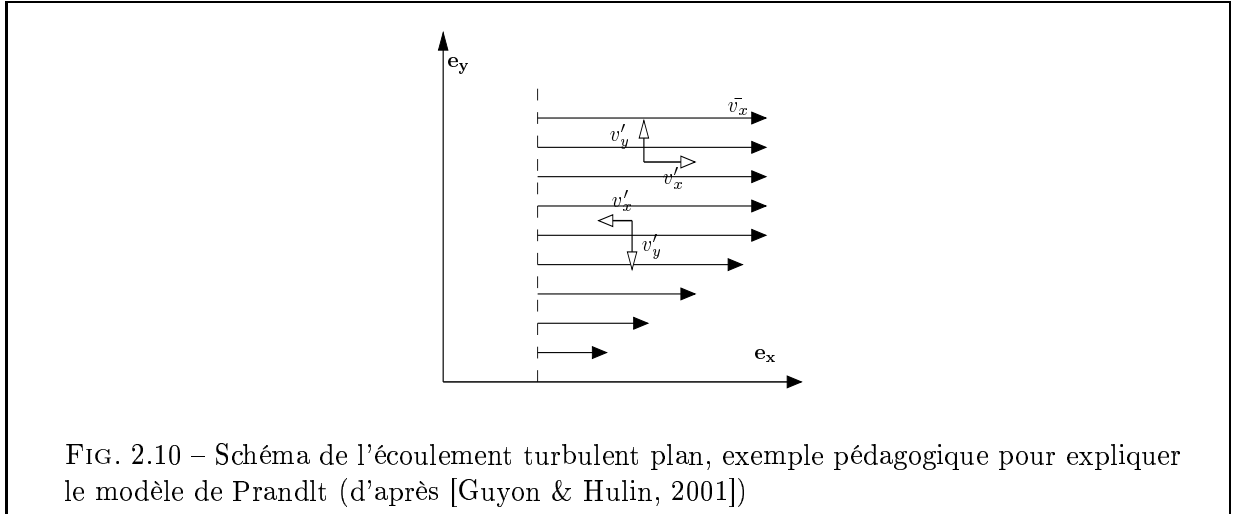 e_y
v̄_x
v′_y
v′_x
v′_x
v′_y
e_x
FIG. 2.10 – Schéma de l'écoulement turbulent plan, exemple pédagogique pour expliquer
le modèle de Prandlt (d'après [Guyon & Hulin, 2001])